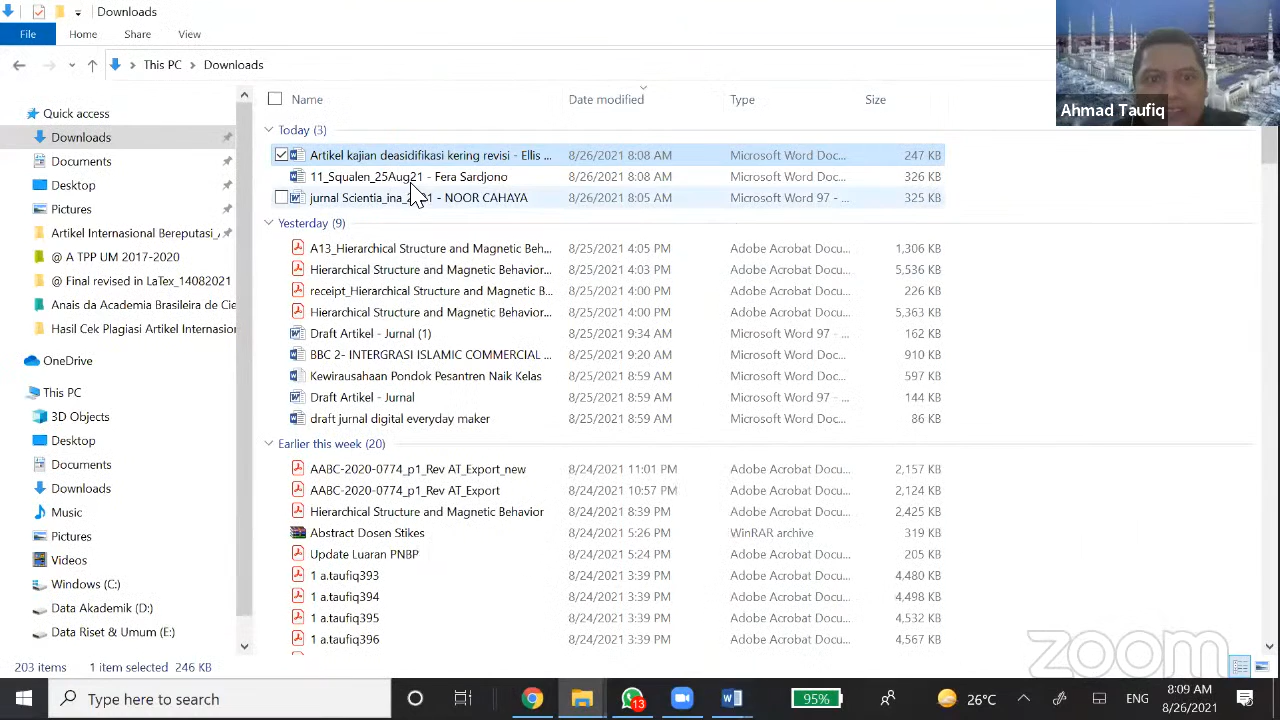 Downloads
File Home Share View
This PC Downloads
Ahmad Taufiq
Name Date modified Type Size
Quick access
Downloads
Documents
Desktop
Pictures
Artikel Internasional Bereputasi_
@ A TPP UM 2017-2020
@ Final revised in LaTex_14082021
Anais da Academia Brasileira de Cie
Hasil Cek Plagiasi Artikel Internasior
OneDrive
This PC
3D Objects
Desktop
Documents
Downloads
Music
Pictures
Videos
Windows (C:)
Data Akademik (D:)
Data Riset & Umum (E:)
Today (3)
Artikel kajian deasidifikasi kering revisi - Ellis ... 8/26/2021 8:08 AM Microsoft Word Doc... 247 KB
11_Squalen_25Aug21 - Fera Sardjono 8/26/2021 8:08 AM Microsoft Word Doc... 326 KB
jurnal Scientia_ina_ - NOOR CAHAYA 8/26/2021 8:05 AM Microsoft Word 97 - ... 325 KB
Yesterday (9)
A13_Hierarchical Structure and Magnetic Beh... 8/25/2021 4:05 PM Adobe Acrobat Docu... 1,306 KB
Hierarchical Structure and Magnetic Behavior... 8/25/2021 4:03 PM Adobe Acrobat Docu... 5,536 KB
receipt_Hierarchical Structure and Magnetic B... 8/25/2021 4:00 PM Adobe Acrobat Docu... 226 KB
Hierarchical Structure and Magnetic Behavior... 8/25/2021 4:00 PM Adobe Acrobat Docu... 5,363 KB
Draft Artikel - Jurnal (1) 8/25/2021 9:34 AM Microsoft Word 97 - ... 162 KB
BBC 2- INTERGRASI ISLAMIC COMMERCIAL ... 8/25/2021 9:20 AM Microsoft Word Doc... 910 KB
Kewirausahaan Pondok Pesantren Naik Kelas 8/25/2021 8:59 AM Microsoft Word Doc... 597 KB
Draft Artikel - Jurnal 8/25/2021 8:59 AM Microsoft Word 97 - ... 144 KB
draft jurnal digital everyday maker 8/25/2021 8:59 AM Microsoft Word Doc... 86 KB
Earlier this week (20)
AABC-2020-0774_p1_Rev AT_Export_new 8/24/2021 11:01 PM Adobe Acrobat Docu... 2,157 KB
AABC-2020-0774_p1_Rev AT_Export 8/24/2021 10:57 PM Adobe Acrobat Docu... 2,124 KB
Hierarchical Structure and Magnetic Behavior 8/24/2021 8:39 PM Adobe Acrobat Docu... 2,425 KB
Abstract Dosen Stikes 8/24/2021 5:26 PM WinRAR archive 319 KB
Update Luaran PNBP 8/24/2021 5:24 PM Adobe Acrobat Docu... 205 KB
1 a.taufiq393 8/24/2021 3:39 PM Adobe Acrobat Docu... 4,480 KB
1 a.taufiq394 8/24/2021 3:39 PM Adobe Acrobat Docu... 4,498 KB
1 a.taufiq395 8/24/2021 3:39 PM Adobe Acrobat Docu... 4,532 KB
1 a.taufiq396 8/24/2021 3:39 PM Adobe Acrobat Docu... 4,567 KB
zoom
203 items 1 item selected 246 KB
Type here to search
13
95%
26°C
ENG
8:09 AM
8/26/2021